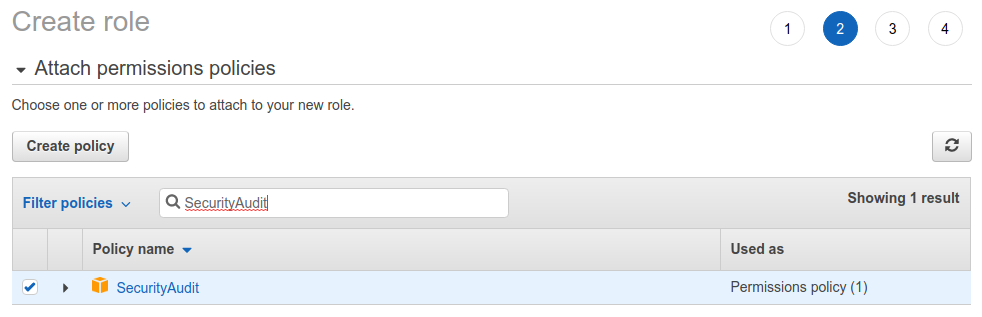 Create role
1 2 3 4
Attach permissions policies
Choose one or more policies to attach to your new role.
Create policy
Filter policies SecurityAudit Showing 1 result
Policy name Used as
SecurityAudit Permissions policy (1)